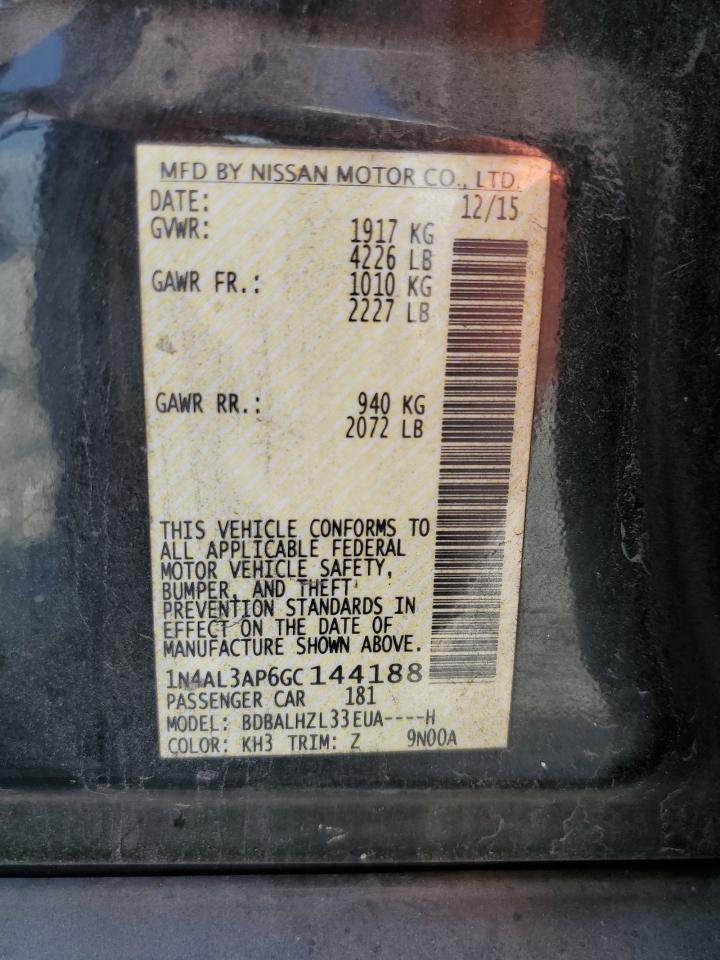 MFD BY NISSAN MOTOR CO., LTD.
DATE: 12/15
GVWR: 1917 KG
4226 LB
GAWR FR.: 1010 KG
2227 LB
GAWR RR.: 940 KG
2072 LB
THIS VEHICLE CONFORMS TO
ALL APPLICABLE FEDERAL
MOTOR VEHICLE SAFETY,
BUMPER, AND THEFT
PREVENTION STANDARDS IN
EFFECT ON THE DATE OF
MANUFACTURE SHOWN ABOVE.
1N4AL3AP6GC144188
PASSENGER CAR 181
MODEL: BDBALHZL33EUA----H
COLOR: KH3 TRIM: Z 9N00A